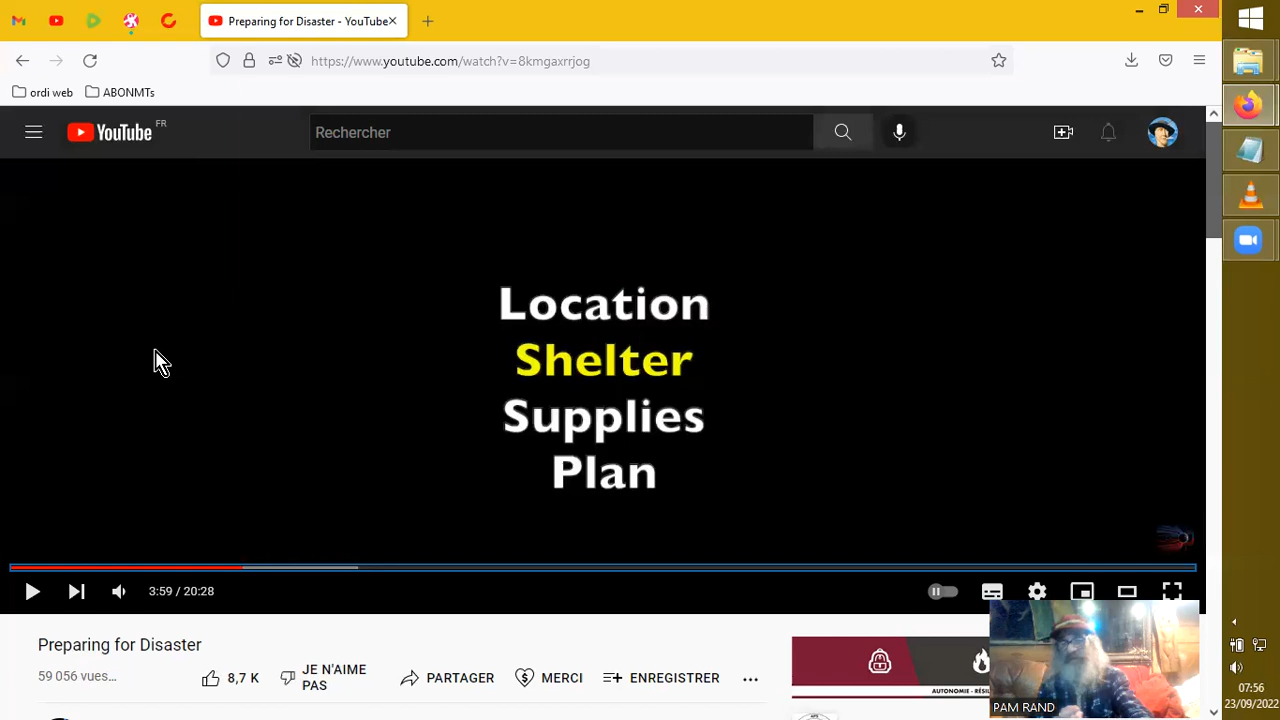 Preparing for Disaster - YouTube
https://www.youtube.com/watch?v=8kmgaxrrjog
ordi web
ABONMTs
YouTube FR
Rechercher
Location
Shelter
Supplies
Plan
3:59 / 20:28
Preparing for Disaster
59 056 vues...
8,7 K
JE N'AIME PAS
PARTAGER
MERCI
ENREGISTRER
AUTONOMIE - RÉSIL
PAM RAND
07:56
23/09/2022